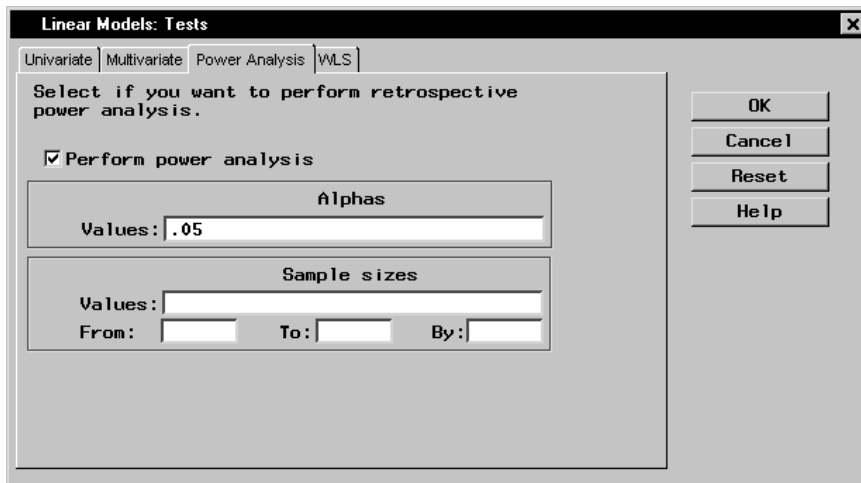 Linear Models: Tests
Univariate Multivariate Power Analysis WLS
Select if you want to perform retrospective
power analysis.
Perform power analysis
Alphas
Values: .05
Sample sizes
Values:
From: To: By:
OK
Cancel
Reset
Help